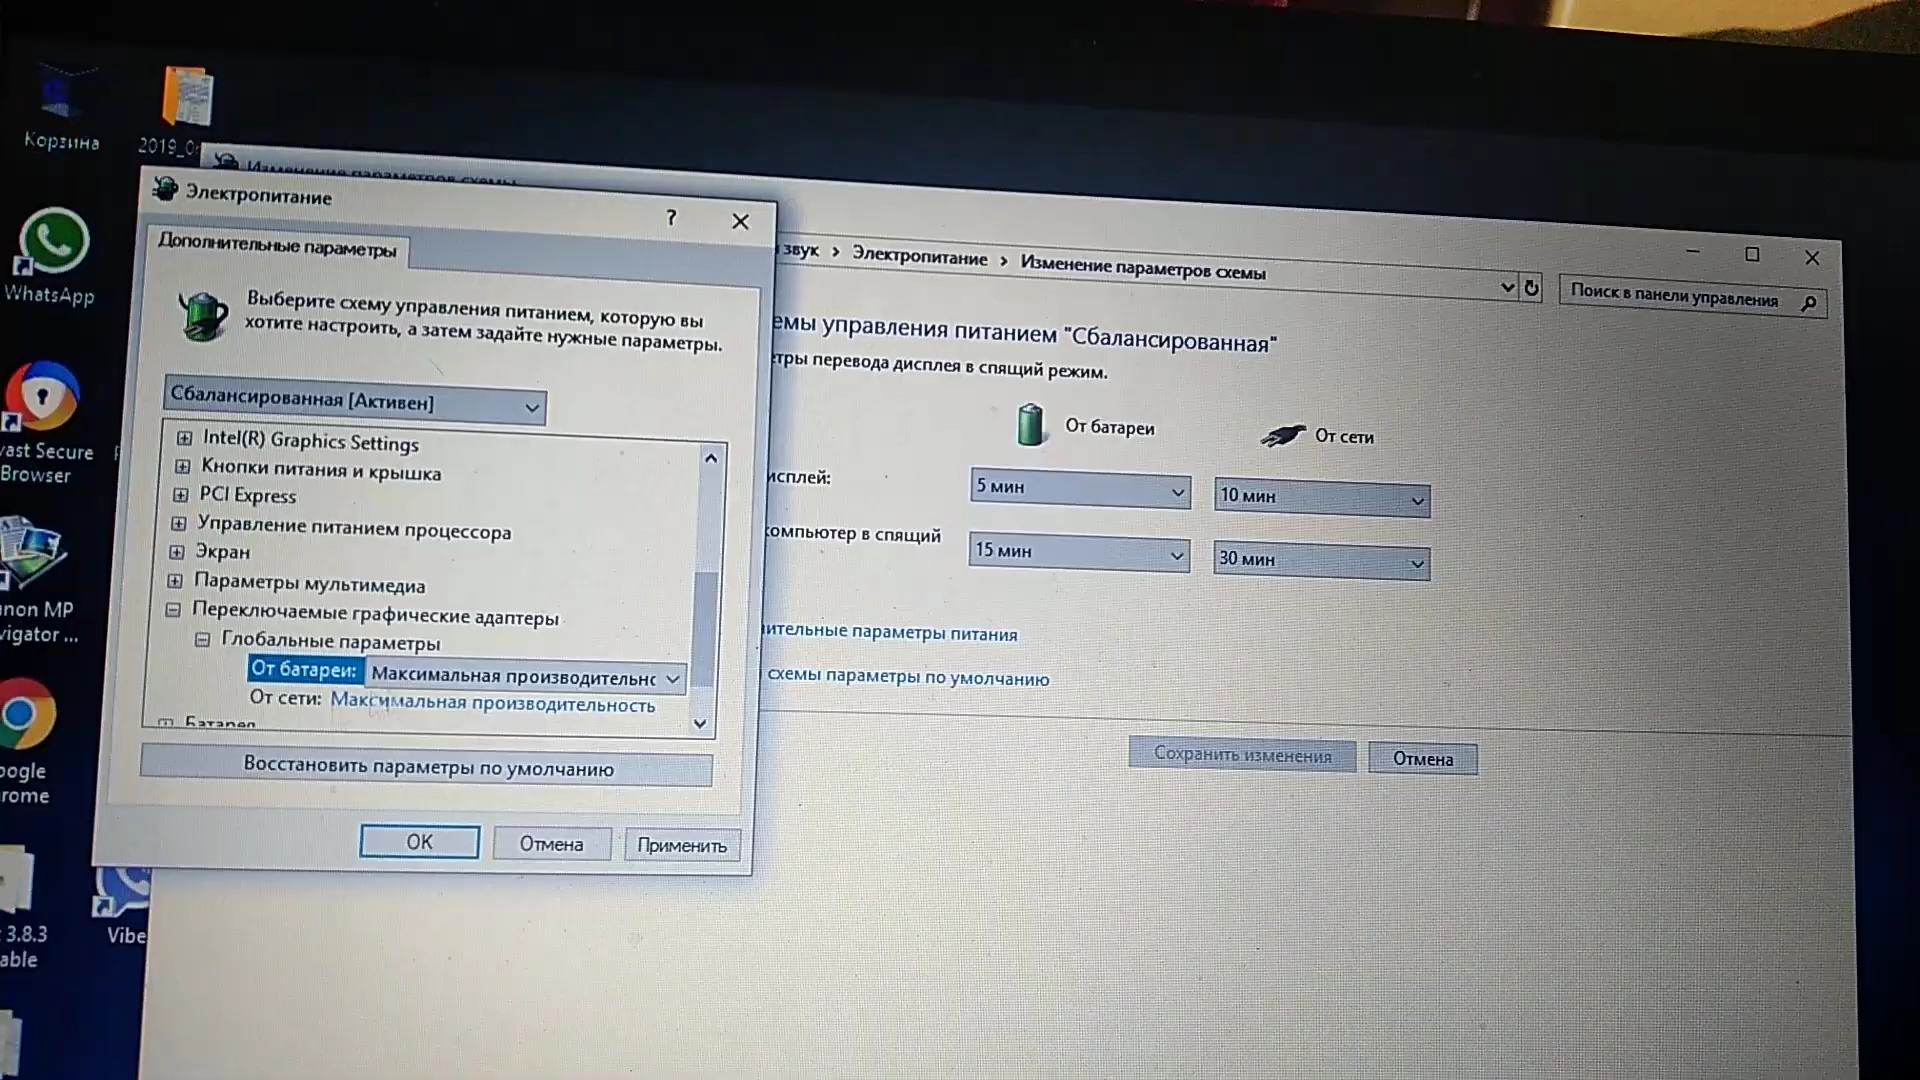 Корзина
2019_0
Изменение параметров схемы
Электропитание
?
Дополнительные параметры
Выберите схему управления питанием, которую вы
хотите настроить, а затем задайте нужные параметры.
Сбалансированная [Активен]
Intel(R) Graphics Settings
Кнопки питания и крышка
PCI Express
Управление питанием процессора
Экран
Параметры мультимедиа
Переключаемые графические адаптеры
Глобальные параметры
От батареи: Максимальная производительнс
От сети: Максимальная производительность
Батарея
Восстановить параметры по умолчанию
OK
Отмена
Применить
звук › Электропитание › Изменение параметров схемы
Поиск в панели управления
емы управления питанием "Сбалансированная"
тры перевода дисплея в спящий режим.
От батареи
От сети
исплей:
5 мин
10 мин
компьютер в спящий
15 мин
30 мин
ительные параметры питания
схемы параметры по умолчанию
Сохранить изменения
Отмена
WhatsApp
vast Secure
Browser
anon MP
vigator ...
oogle
rome
3.8.3
able
Vibe